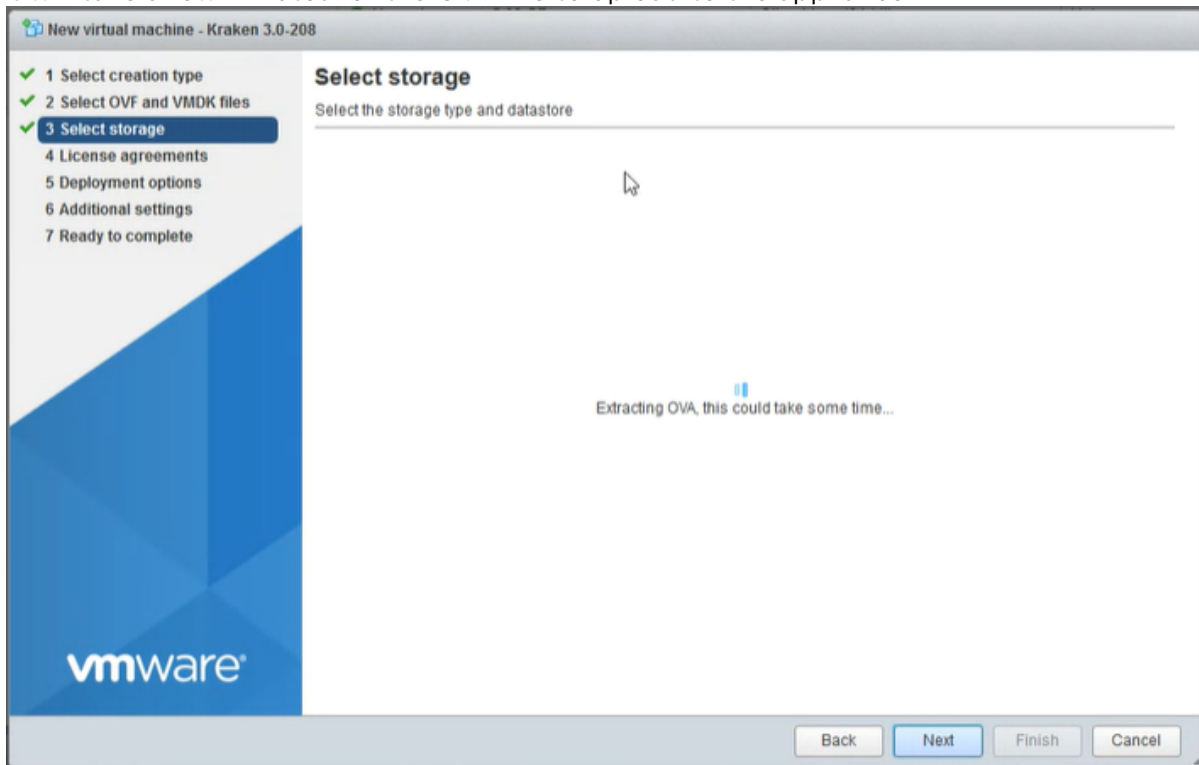 New virtual machine - Kraken 3.0-208
1 Select creation type
2 Select OVF and VMDK files
3 Select storage
4 License agreements
5 Deployment options
6 Additional settings
7 Ready to complete
Select storage
Select the storage type and datastore
Extracting OVA, this could take some time...
vmware
Back
Next
Finish
Cancel